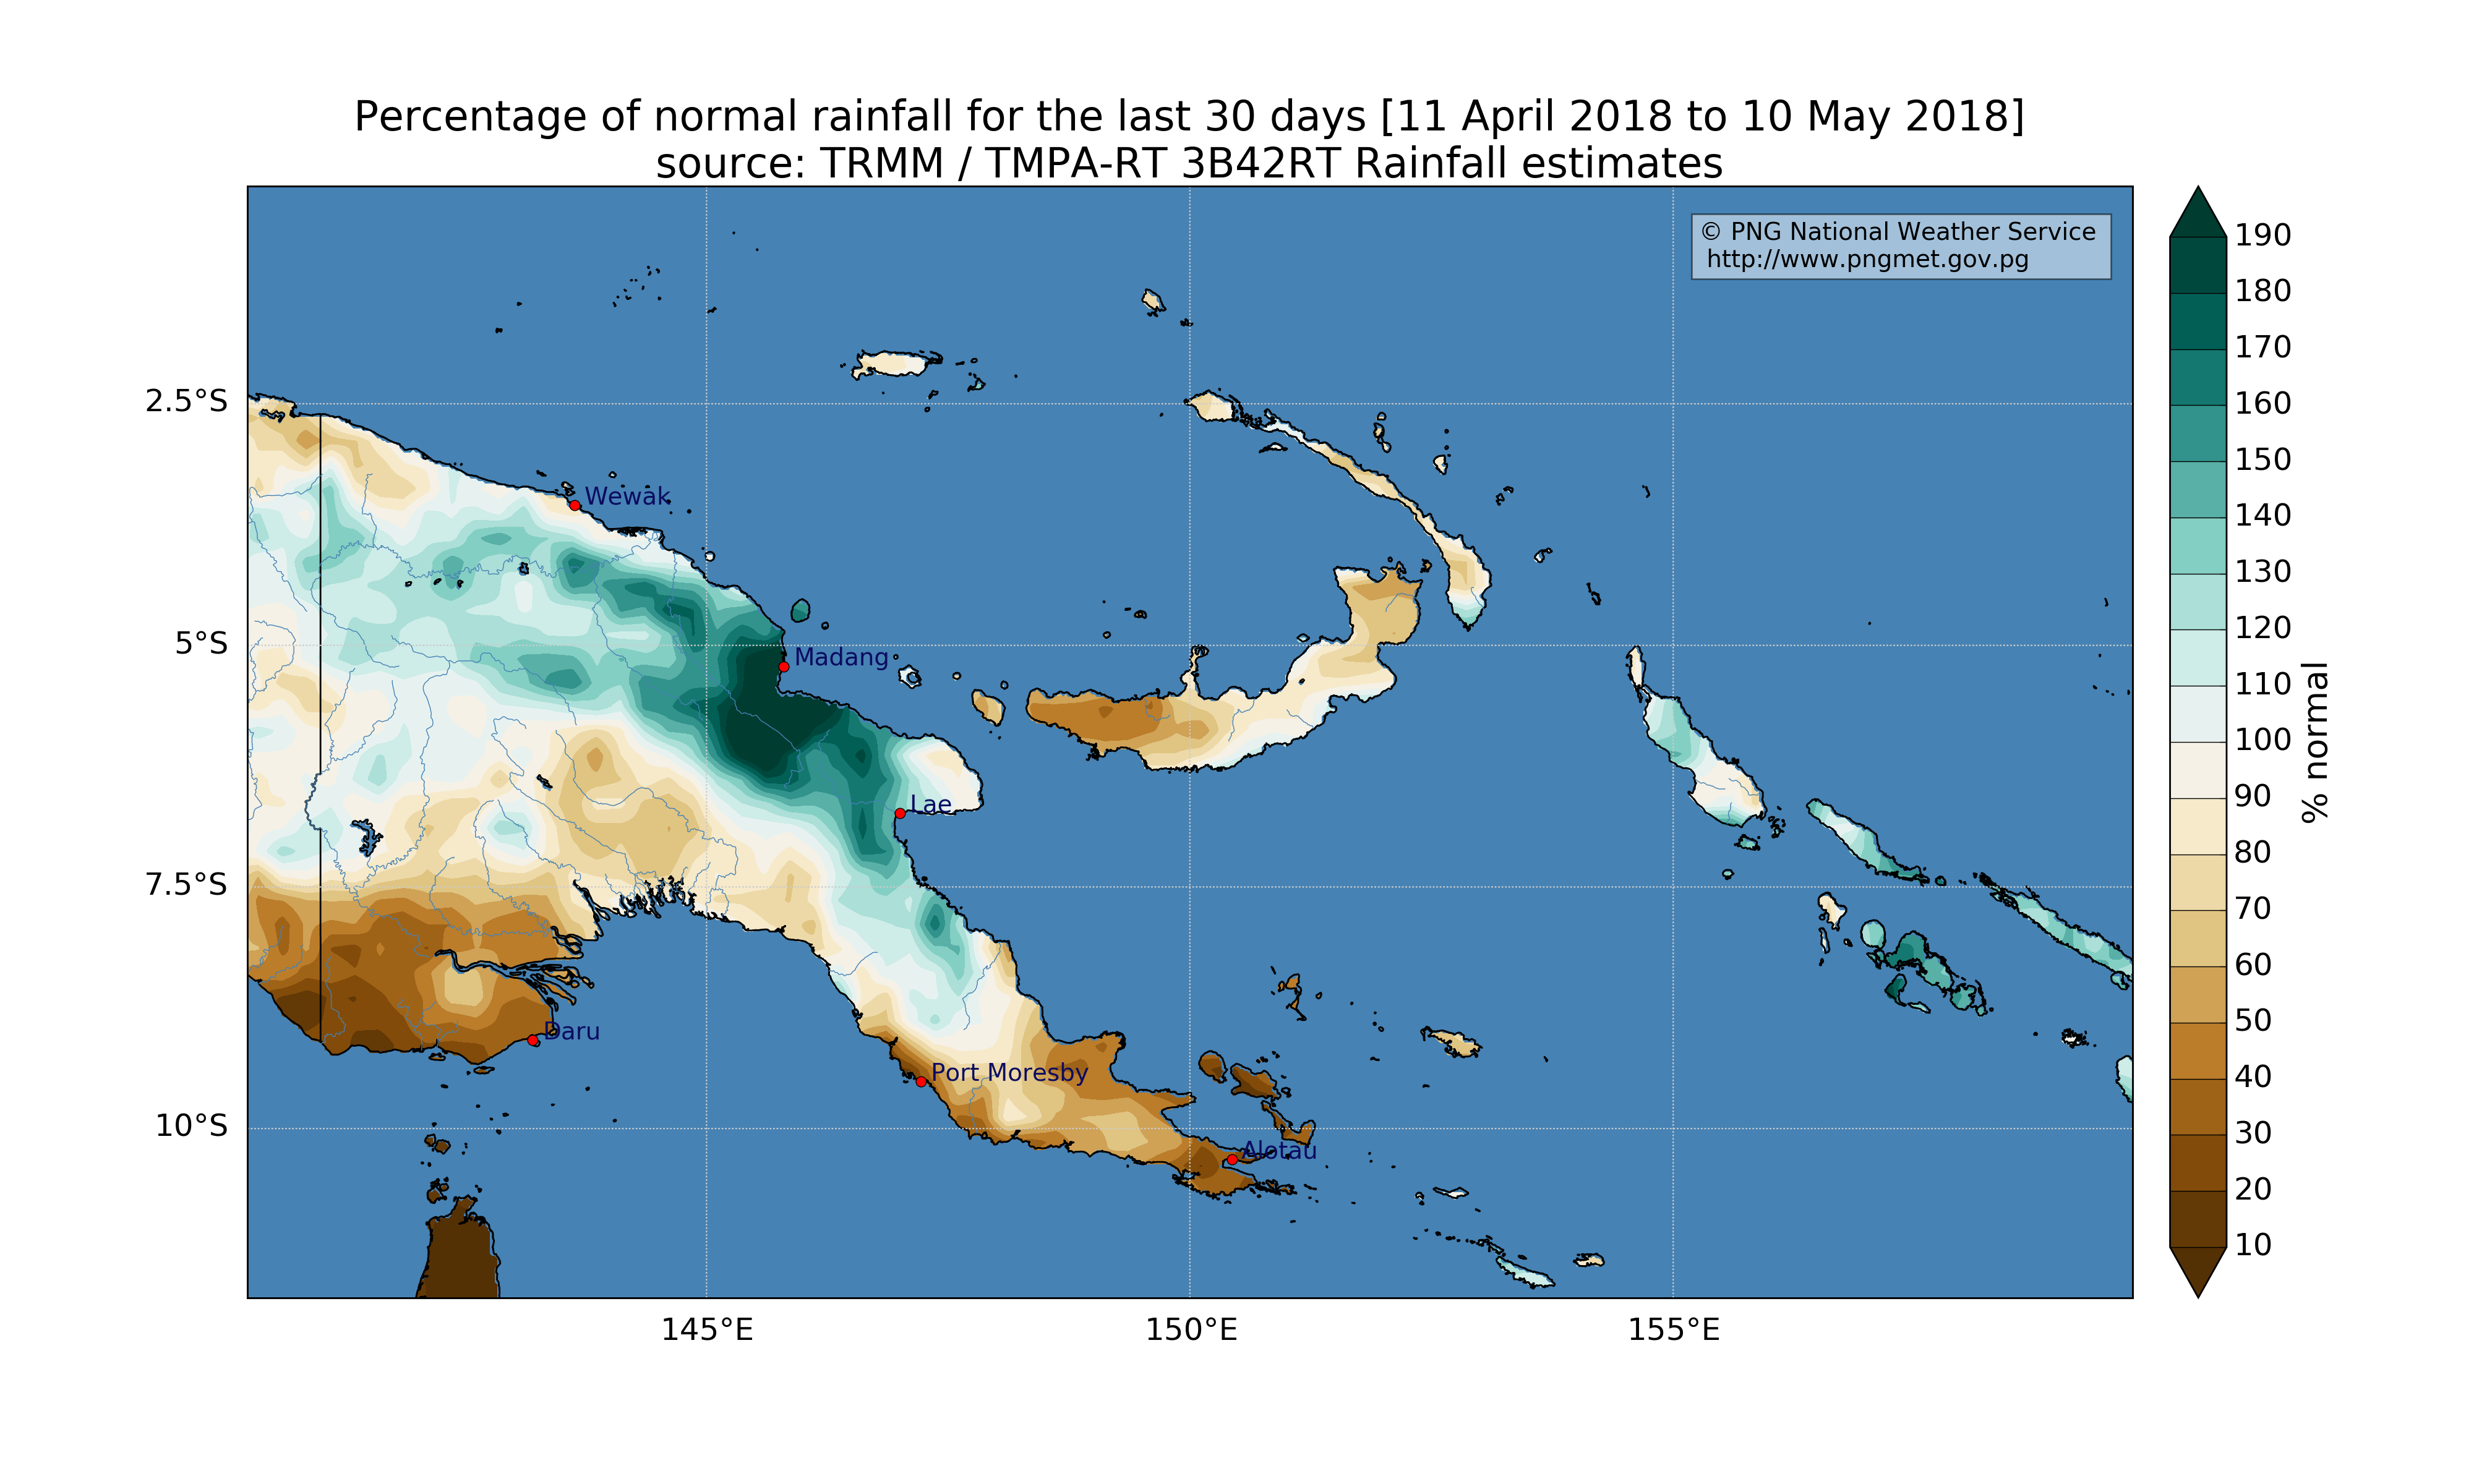 Percentage of normal rainfall for the last 30 days [11 April 2018 to 10 May 2018]
source: TRMM / TMPA-RT 3B42RT Rainfall estimates
© PNG National Weather Service
http://www.pngmet.gov.pg
190
180
170
160
150
140
130
120
110
100
90
80
70
60
50
40
30
20
10
% normal
2.5°S
5°S
7.5°S
10°S
Wewak
Madang
Lae
Daru
Port Moresby
Alotau
145°E
150°E
155°E